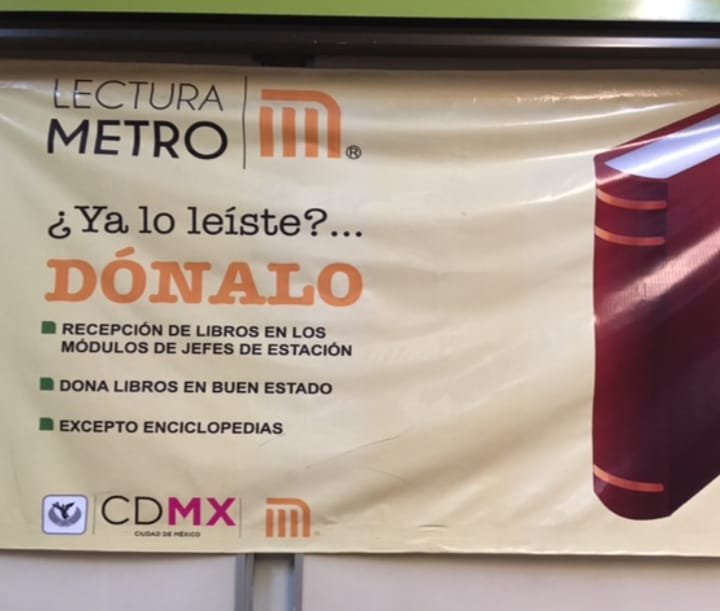 LECTURA
METRO
®
¿Ya lo leíste?...
DÓNALO
RECEPCIÓN DE LIBROS EN LOS
MÓDULOS DE JEFES DE ESTACIÓN
DONA LIBROS EN BUEN ESTADO
EXCEPTO ENCICLOPEDIAS
CDMX
CIUDAD DE MÉXICO